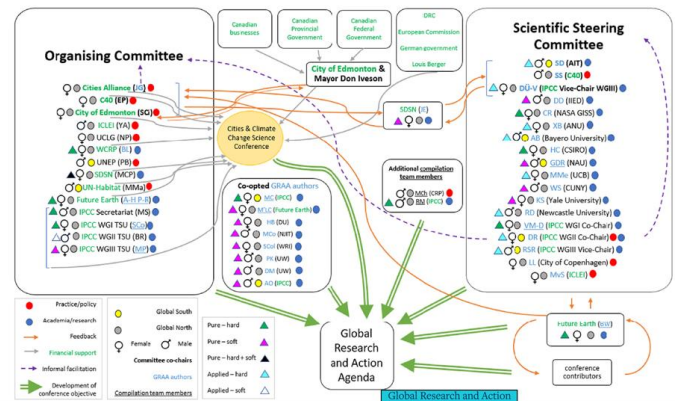 Organising Committee
Cities Alliance (JG)
C40 (EP)
City of Edmonton (SG)
ICLEI (YA)
UCLG (NP)
WCRP (BL)
UNEP (PB)
SDSN (MCP)
UN-Habitat (MMa)
Future Earth (A-H P-R)
IPCC Secretariat (MS)
IPCC WGI TSU (SCo)
IPCC WGII TSU (BR)
IPCC WGIII TSU (MP)
Canadian
businesses
Canadian
Provincial
Government
Canadian
Federal
Government
DRC
European Commission
German government
Louis Berger
City of Edmonton &
Mayor Don Iveson
SDSN (JE)
Cities & Climate
Change Science
Conference
Co-opted GRAA authors
MC (IPCC)
(Future Earth)
HB (DU)
MCo (NIIT)
SCol (WRI)
PK (UW)
DM (UW)
AD (IPCC)
Additional compilation
team members
MCh (CRP)
BN (IPCC)
Scientific Steering
Committee
SD (AIT)
SS (C40)
DÜ-V (IPCC Vice-Chair WGIII)
DD (IIED)
CR (NASA GISS)
XB (ANU)
AB (Bayero University)
HC (CSIRO)
GDR (NAU)
MMe (UCB)
WS (CUNY)
KS (Yale University)
RD (Newcastle University)
VM-D (IPCC WGI Co-Chair)
DR (IPCC WGII Co-Chair)
RSR (IPCC WGIII Vice-Chair)
LL (City of Copenhagen)
MvS (ICLEI)
Future Earth (BW)
conference
contributors
Global
Research
and Action
Agenda
Global Research and Action
Practice/policy
Academia/research
Feedback
Financial support
Informal facilitation
Development of
conference objective
Global South
Global North
Female
Male
Committee co-chairs
GRAA authors
Compilation team members
Pure – hard
Pure – soft
Pure – hard + soft
Applied – hard
Applied – soft